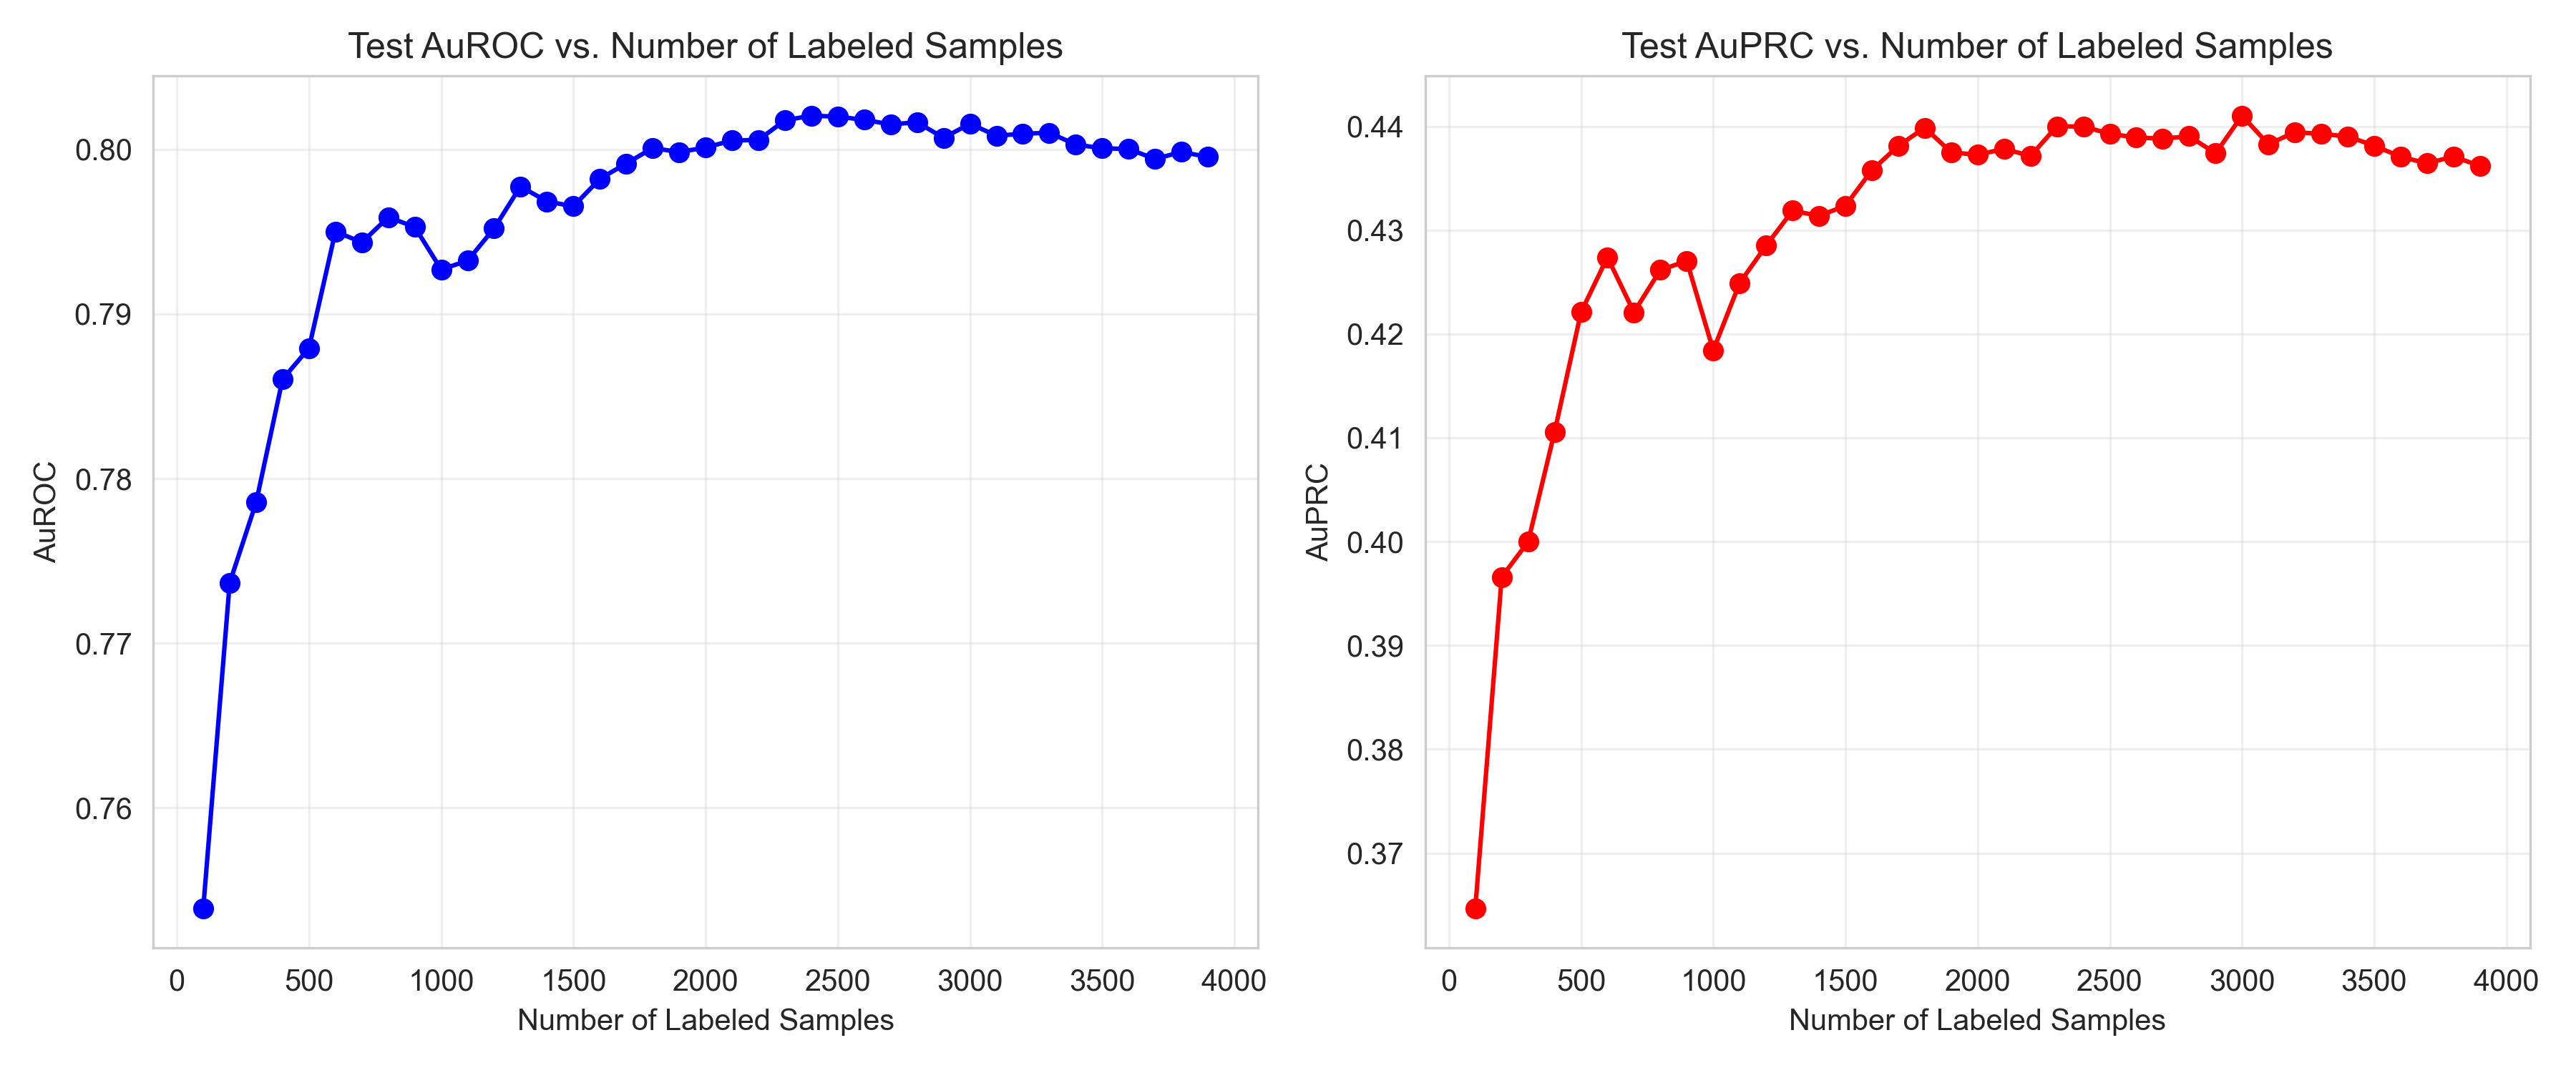 Test AuROC vs. Number of Labeled Samples
AuROC
0.80
0.79
0.78
0.77
0.76
0 500 1000 1500 2000 2500 3000 3500 4000
Number of Labeled Samples
Test AuPRC vs. Number of Labeled Samples
AuPRC
0.44
0.43
0.42
0.41
0.40
0.39
0.38
0.37
0 500 1000 1500 2000 2500 3000 3500 4000
Number of Labeled Samples